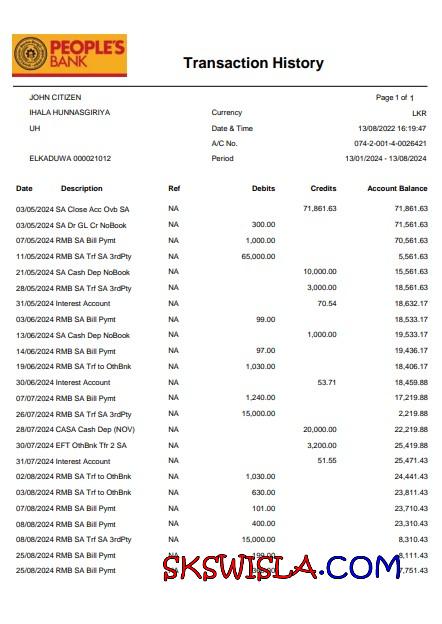 PEOPLE'S
BANK
Transaction History
JOHN CITIZEN Page 1 of 1
IHALA HUNNASGIRIYA Currency LKR
UH Date & Time 13/08/2022 16:19:47
A/C No. 074-2-001-4-0026421
ELKADUWA 000021012 Period 13/01/2024 - 13/08/2024
Date Description Ref Debits Credits Account Balance
03/05/2024 SA Close Acc Ovb SA NA 71,861.63 71,861.63
03/05/2024 SA Dr GL Cr NoBook NA 300.00 71,561.63
07/05/2024 RMB SA Bill Pymt NA 1,000.00 70,561.63
11/05/2024 RMB SA Trf SA 3rdPty NA 65,000.00 5,561.63
21/05/2024 SA Cash Dep NoBook NA 10,000.00 15,561.63
28/05/2024 RMB SA Trf SA 3rdPty NA 3,000.00 18,561.63
31/05/2024 Interest Account NA 70.54 18,632.17
03/06/2024 RMB SA Bill Pymt NA 99.00 18,533.17
13/06/2024 SA Cash Dep NoBook NA 1,000.00 19,533.17
14/06/2024 RMB SA Bill Pymt NA 97.00 19,436.17
19/06/2024 RMB SA Trf to OthBnk NA 1,030.00 18,406.17
30/06/2024 Interest Account NA 53.71 18,459.88
07/07/2024 RMB SA Bill Pymt NA 1,240.00 17,219.88
26/07/2024 RMB SA Trf SA 3rdPty NA 15,000.00 2,219.88
28/07/2024 CASA Cash Dep (NOV) NA 20,000.00 22,219.88
30/07/2024 EFT OthBnk Tfr 2 SA NA 3,200.00 25,419.88
31/07/2024 Interest Account NA 51.55 25,471.43
02/08/2024 RMB SA Trf to OthBnk NA 1,030.00 24,441.43
03/08/2024 RMB SA Trf to OthBnk NA 630.00 23,811.43
07/08/2024 RMB SA Bill Pymt NA 101.00 23,710.43
08/08/2024 RMB SA Bill Pymt NA 400.00 23,310.43
08/08/2024 RMB SA Trf SA 3rdPty NA 15,000.00 8,310.43
25/08/2024 RMB SA Bill Pymt NA 199.00 8,111.43
25/08/2024 RMB SA Bill Pymt NA 7,751.43
SKSWISLA.COM